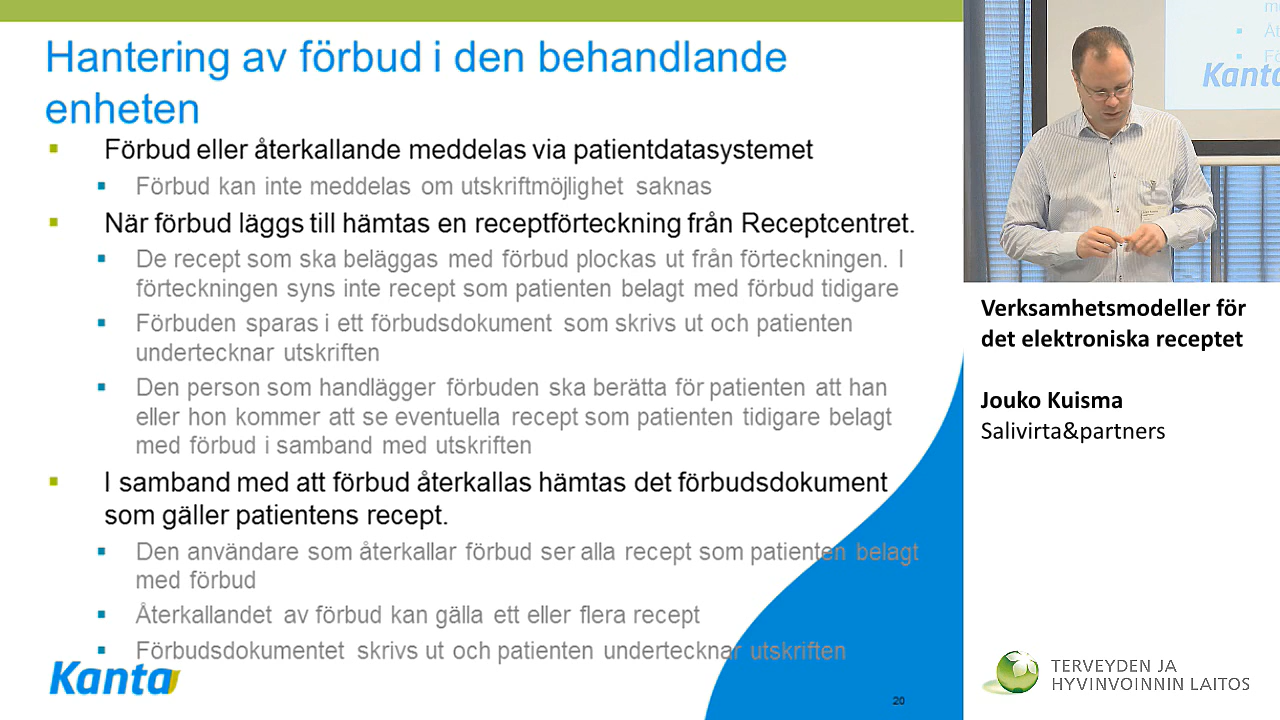 Hantering av förbud i den behandlande
enheten
Förbud eller återkallande meddelas via patientdatasystemet
Förbud kan inte meddelas om utskriftmöjlighet saknas
När förbud läggs till hämtas en receptförteckning från Receptcentret.
De recept som ska beläggas med förbud plockas ut från förteckningen. I
förteckningen syns inte recept som patienten belagt med förbud tidigare
Förbuden sparas i ett förbudsdokument som skrivs ut och patienten
undertecknar utskriften
Den person som handlägger förbuden ska berätta för patienten att han
eller hon kommer att se eventuella recept som patienten tidigare belagt
med förbud i samband med utskriften
I samband med att förbud återkallas hämtas det förbudsdokument
som gäller patientens recept.
Den användare som återkallar förbud ser alla recept som patienten belagt
med förbud
Återkallandet av förbud kan gälla ett eller flera recept
Förbudsdokumentet skrivs ut och patienten undertecknar utskriften
Kanta
20
Kanta
Verksamhetsmodeller för
det elektroniska receptet
Jouko Kuisma
Salivirta&partners
TERVEYDEN JA
HYVINVOINNIN LAITOS